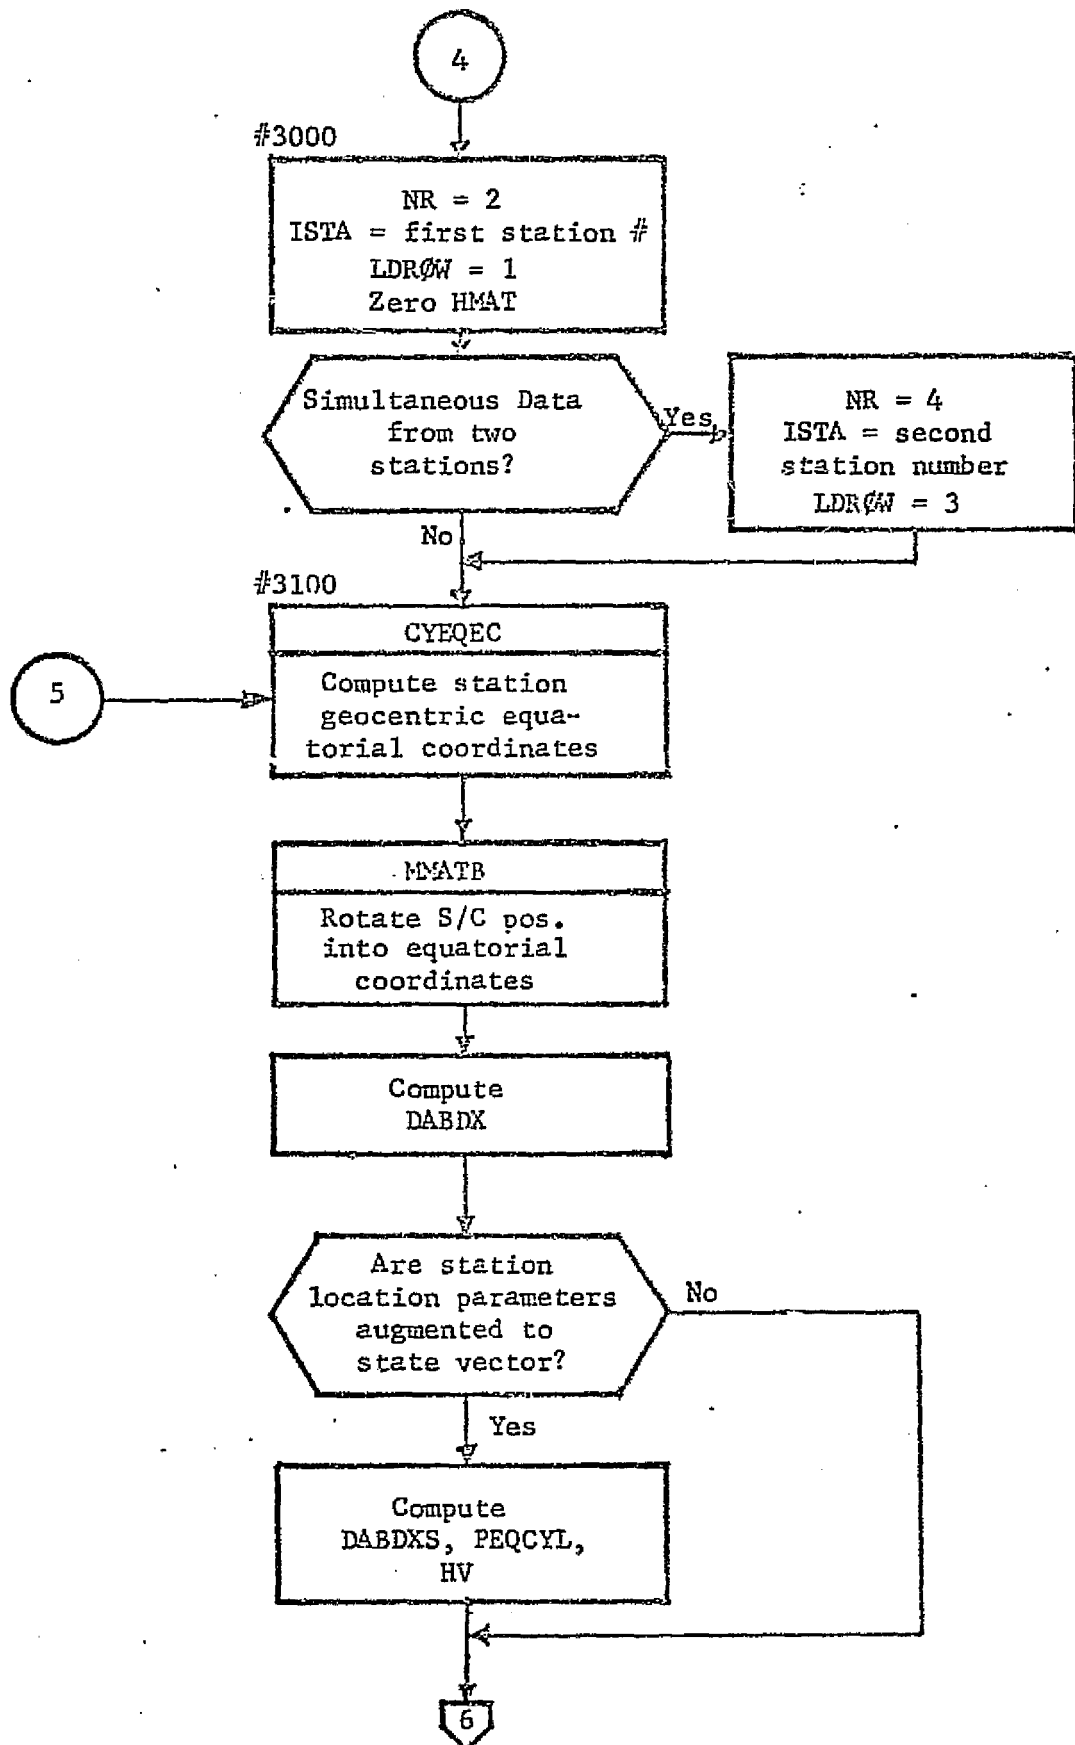 4
#3000
NR = 2
ISTA = first station #
LDRØW = 1
Zero HMAT
Simultaneous Data
from two
stations?
Yes
NR = 4
ISTA = second
station number
LDRØW = 3
No
#3100
CYEQEC
5
Compute station
geocentric equa-
torial coordinates
MMATB
Rotate S/C pos.
into equatorial
coordinates
Compute
DABDX
Are station
location parameters
augmented to
state vector?
No
Yes
Compute
DABDXS, PEQCYL,
HV
6